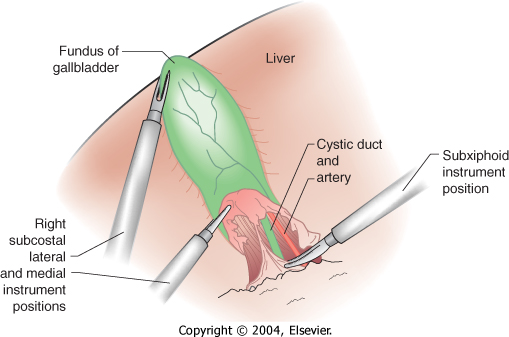 Fundus of
gallbladder
Liver
Cystic duct
and
artery
Subxiphoid
instrument
position
Right
subcostal
lateral
and medial
instrument
positions
Copyright © 2004, Elsevier.